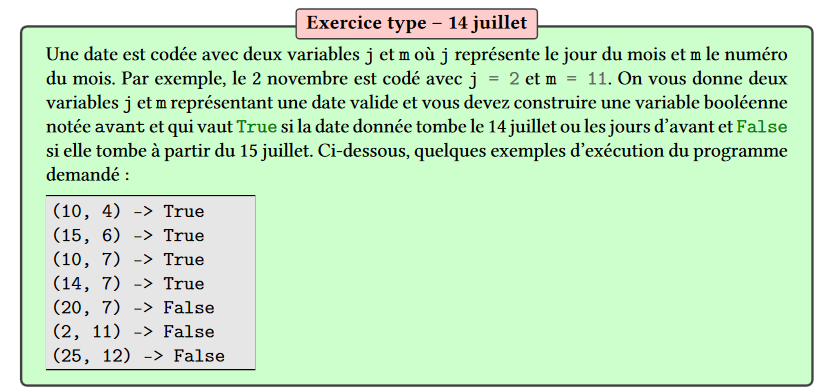 Exercice type – 14 juillet
Une date est codée avec deux variables j et m où j représente le jour du mois et m le numéro
du mois. Par exemple, le 2 novembre est codé avec j = 2 et m = 11. On vous donne deux
variables j et m représentant une date valide et vous devez construire une variable booléenne
notée avant et qui vaut True si la date donnée tombe le 14 juillet ou les jours d’avant et False
si elle tombe à partir du 15 juillet. Ci-dessous, quelques exemples d’exécution du programme
demandé :
(10, 4) -> True
(15, 6) -> True
(10, 7) -> True
(14, 7) -> True
(20, 7) -> False
(2, 11) -> False
(25, 12) -> False